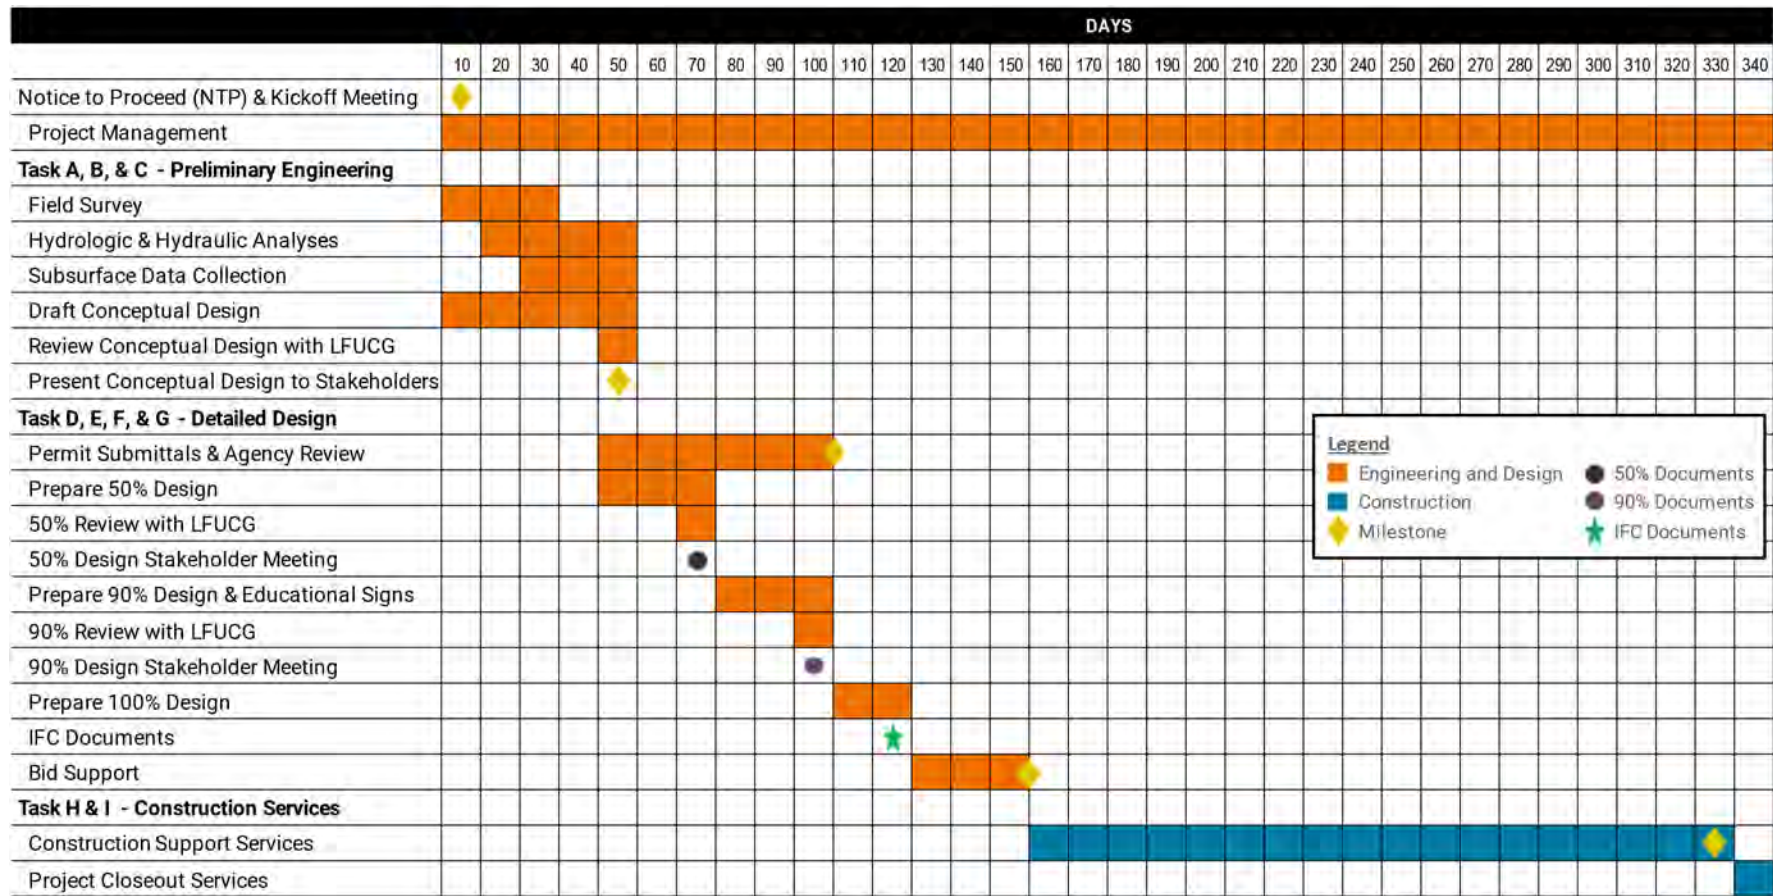 DAYS
10 20 30 40 50 60 70 80 90 100 110 120 130 140 150 160 170 180 190 200 210 220 230 240 250 260 270 280 290 300 310 320 330 340
Notice to Proceed (NTP) & Kickoff Meeting
Project Management
Task A, B, & C - Preliminary Engineering
Field Survey
Hydrologic & Hydraulic Analyses
Subsurface Data Collection
Draft Conceptual Design
Review Conceptual Design with LFUCG
Present Conceptual Design to Stakeholders
Task D, E, F, & G - Detailed Design
Permit Submittals & Agency Review
Prepare 50% Design
50% Review with LFUCG
50% Design Stakeholder Meeting
Prepare 90% Design & Educational Signs
90% Review with LFUCG
90% Design Stakeholder Meeting
Prepare 100% Design
IFC Documents
Bid Support
Task H & I - Construction Services
Construction Support Services
Project Closeout Services
Legend
Engineering and Design 50% Documents
Construction 90% Documents
Milestone IFC Documents